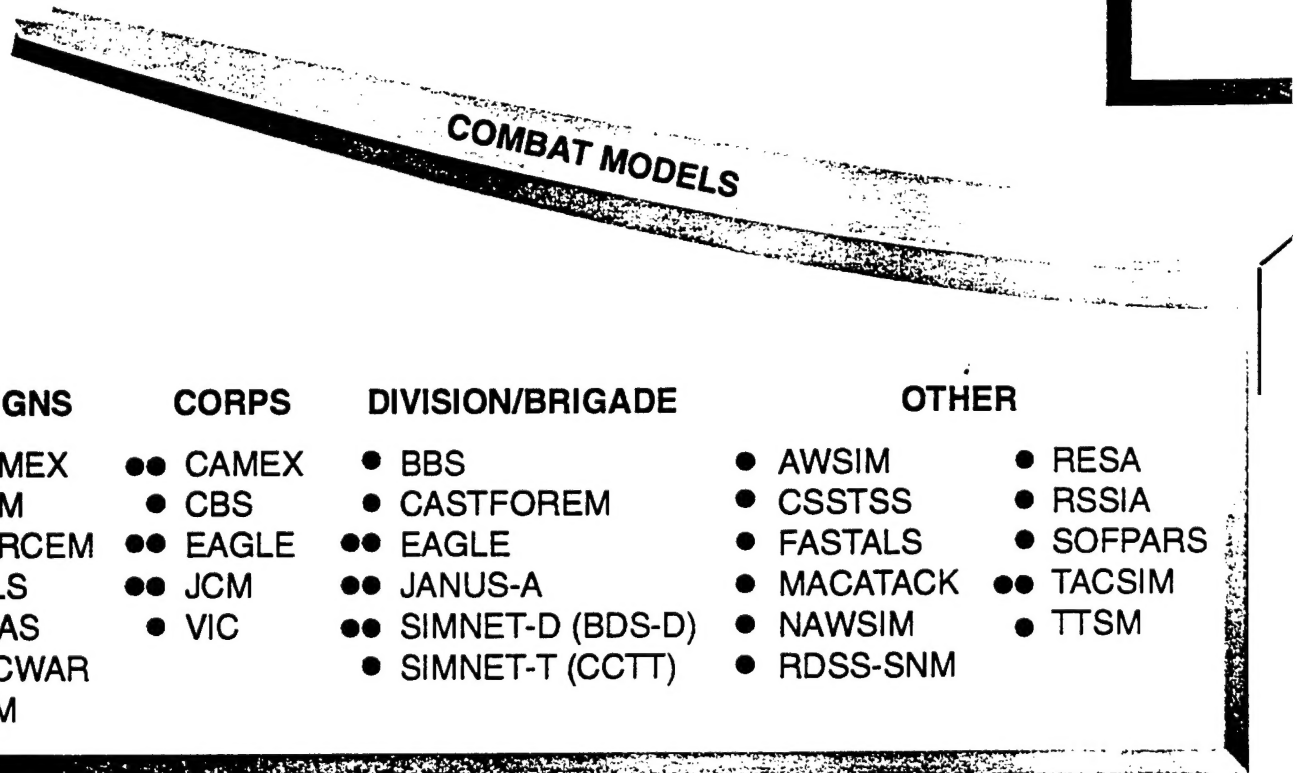 COMBAT MODELS
GNS CORPS DIVISION/BRIGADE OTHER
MEX ●● CAMEX ● BBS ● AWSIM ● RESA
M ● CBS ● CASTFOREM ● CSSTSS ● RSSIA
RCEM ●● EAGLE ●● EAGLE ● FASTALS ● SOFPARS
LS ●● JCM ●● JANUS-A ● MACATACK ●● TACSIM
AS ● VIC ●● SIMNET-D (BDS-D) ● NAWSIM ● TTSM
CWAR ● SIMNET-T (CCTT) ● RDSS-SNM
M